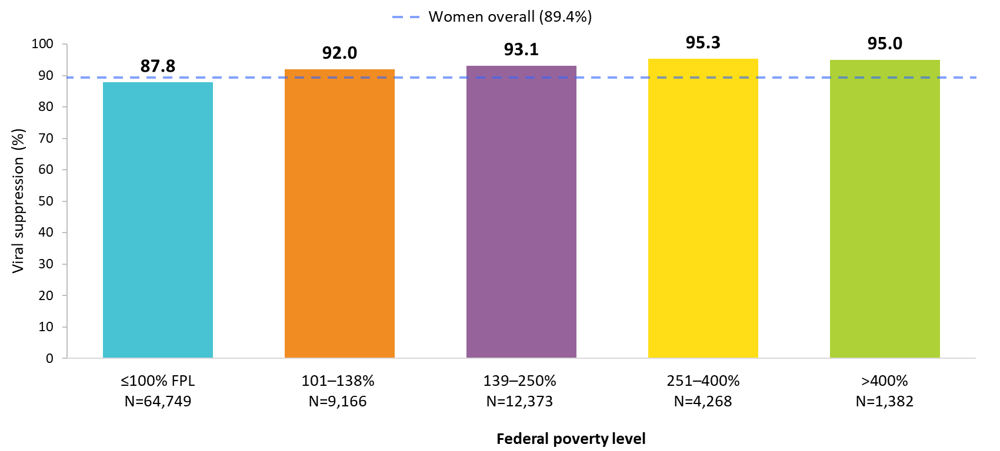 Women overall (89.4%)
Viral suppression (%)
100
90
80
70
60
50
40
30
20
10
0
87.8
92.0
93.1
95.3
95.0
≤100% FPL
N=64,749
101–138%
N=9,166
139–250%
N=12,373
251–400%
N=4,268
>400%
N=1,382
Federal poverty level